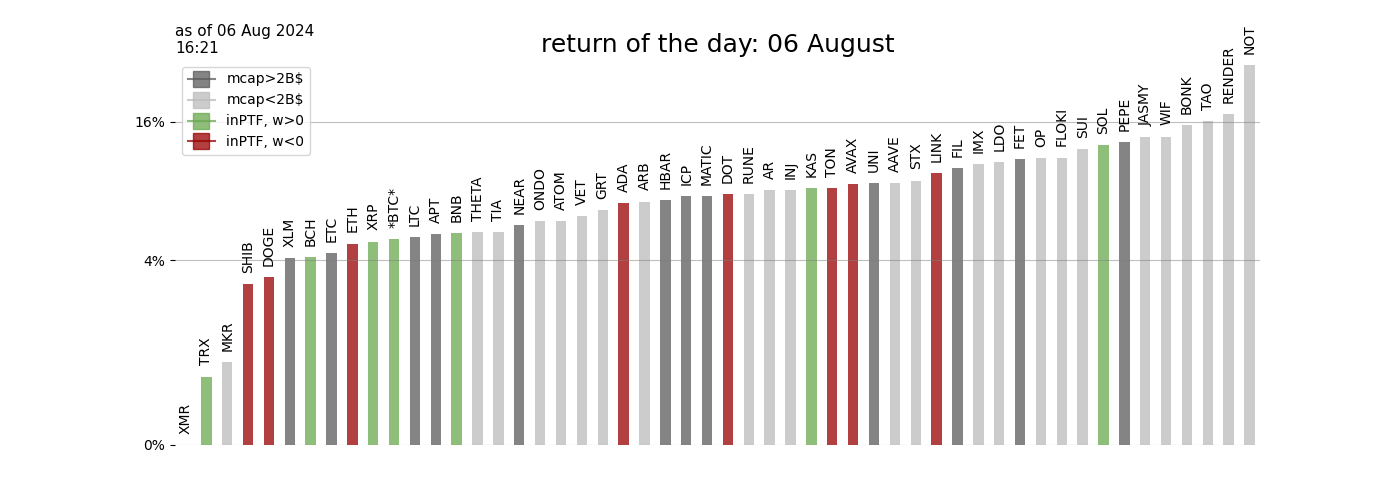 as of 06 Aug 2024
16:21
return of the day: 06 August
mcap>2B$
mcap<2B$
inPTF, w>0
inPTF, w<0
16%
4%
0%
XMR
TRX
MKR
SHIB
DOGE
XLM
BCH
ETC
ETH
XRP
*BTC*
LTC
APT
BNB
THETA
TIA
NEAR
ONDO
ATOM
VET
GRT
ADA
ARB
HBAR
ICP
MATIC
DOT
RUNE
AR
INJ
KAS
TON
AVAX
UNI
AAVE
STX
LINK
FIL
IMX
LDO
FET
OP
FLOKI
SUI
SOL
PEPE
JASMY
WIF
BONK
TAO
RENDER
NOT